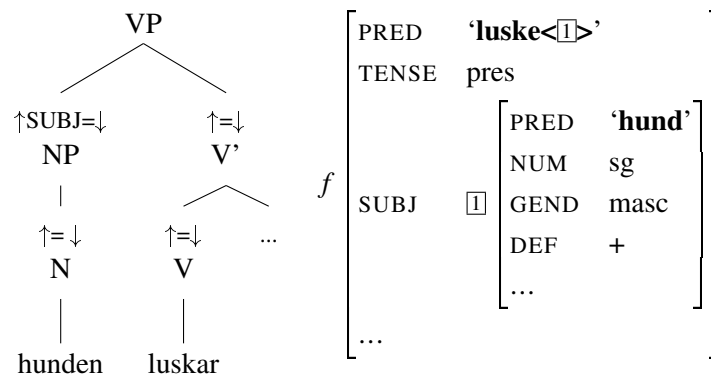 VP
↑SUBJ=↓ ↑=↓
NP V’
↑=↓ ↑=↓ ...
N V
hunden luskar
f
PRED ‘luske<1>’
TENSE pres
SUBJ 1
PRED ‘hund’
NUM sg
GEND masc
DEF +
...
...